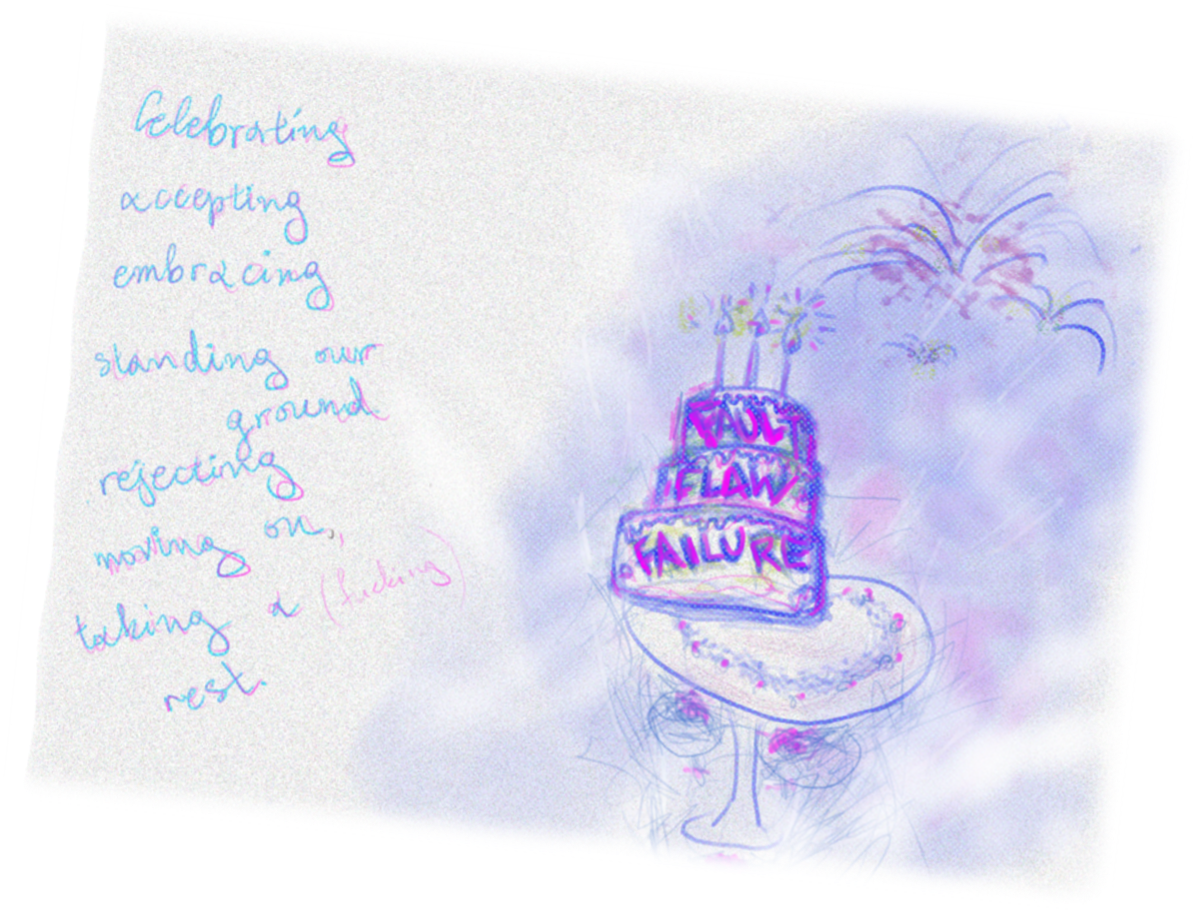 Celebrating
accepting
embracing
standing our
ground
rejecting
moving on,
taking a (fucking)
rest.
FAULT
FLAW
FAILURE